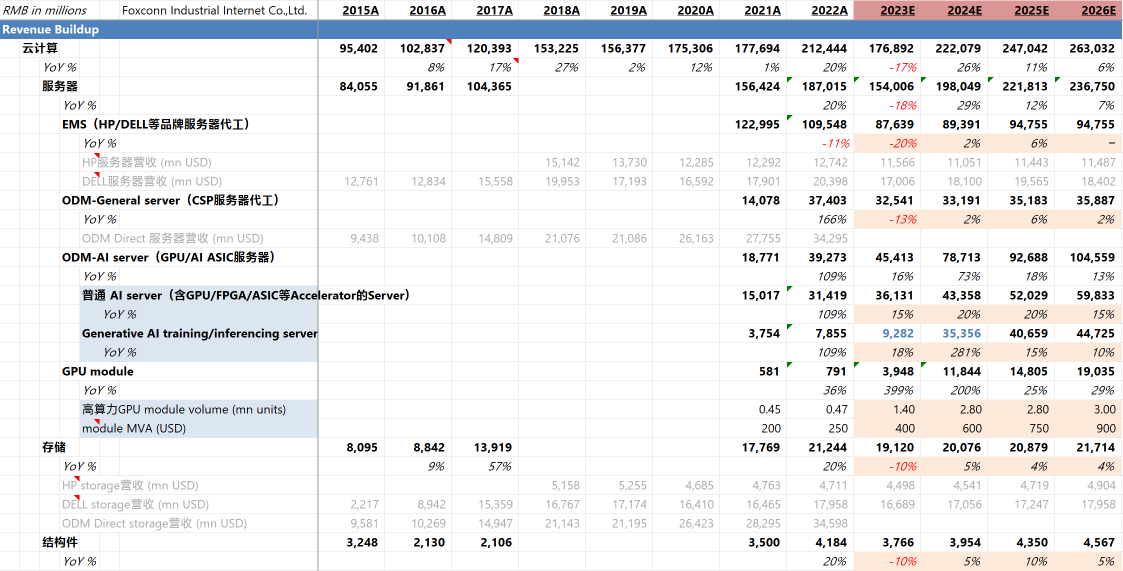 RMB in millions Foxconn Industrial Internet Co.,Ltd. 2015A 2016A 2017A 2018A 2019A 2020A 2021A 2022A 2023E 2024E 2025E 2026E
Revenue Buildup
云计算 95,402 102,837 120,393 153,225 156,377 175,306 177,694 212,444 176,892 222,079 247,042 263,032
YoY % 8% 17% 27% 2% 12% 1% 20% -17% 26% 11% 6%
服务器 84,055 91,861 104,365 156,424 187,015 154,006 198,049 221,813 236,750
YoY % 20% -18% 29% 12% 7%
EMS（HP/DELL等品牌服务器代工） 122,995 109,548 87,639 89,391 94,755 94,755
YoY % -11% -20% 2% 6% –
HP服务器营收 (mn USD) 15,142 13,730 12,285 12,292 12,742 11,566 11,051 11,443 11,487
DELL服务器营收 (mn USD) 12,761 12,834 15,558 19,953 17,193 16,592 17,901 20,398 17,006 18,100 19,565 18,402
ODM-General server（CSP服务器代工） 14,078 37,403 32,541 33,191 35,183 35,887
YoY % 166% -13% 2% 6% 2%
ODM Direct 服务器营收 (mn USD) 9,438 10,108 14,809 21,076 21,086 26,163 27,755 34,295
ODM-AI server（GPU/AI ASIC服务器） 18,771 39,273 45,413 78,713 92,688 104,559
YoY % 109% 16% 73% 18% 13%
普通 AI server（含GPU/FPGA/ASIC等Accelerator的Server） 15,017 31,419 36,131 43,358 52,029 59,833
YoY % 109% 15% 20% 20% 15%
Generative AI training/inferencing server 3,754 7,855 9,282 35,356 40,659 44,725
YoY % 109% 18% 281% 15% 10%
GPU module 581 791 3,948 11,844 14,805 19,035
YoY % 36% 399% 200% 25% 29%
高算力GPU module volume (mn units) 0.45 0.47 1.40 2.80 2.80 3.00
module MVA (USD) 200 250 400 600 750 900
存储 8,095 8,842 13,919 17,769 21,244 19,120 20,076 20,879 21,714
YoY % 9% 57% 20% -10% 5% 4% 4%
HP storage营收 (mn USD) 5,158 5,255 4,685 4,763 4,711 4,498 4,541 4,719 4,904
DELL storage营收 (mn USD) 2,217 8,942 15,359 16,767 17,174 16,410 16,465 17,958 16,689 17,056 17,247 17,958
ODM Direct storage营收 (mn USD) 9,581 10,269 14,947 21,143 21,195 26,423 28,295 34,598
结构件 3,248 2,130 2,106 3,500 4,184 3,766 3,954 4,350 4,567
YoY % 20% -10% 5% 10% 5%